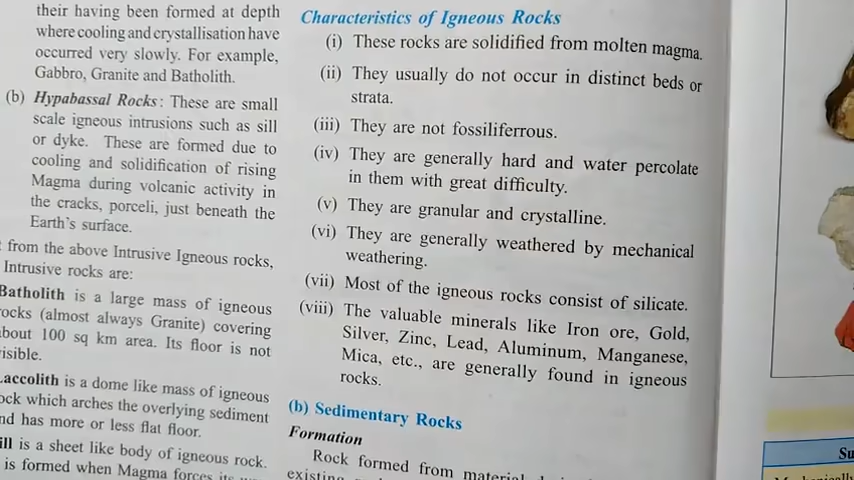 their having been formed at depth
where cooling and crystallisation have
occurred very slowly. For example,
Gabbro, Granite and Batholith.
(b) Hypabassal Rocks: These are small
scale igneous intrusions such as sill
or dyke. These are formed due to
cooling and solidification of rising
Magma during volcanic activity in
the cracks, porceli, just beneath the
Earth's surface.
from the above Intrusive Igneous rocks,
Intrusive rocks are:
Batholith is a large mass of igneous
rocks (almost always Granite) covering
about 100 sq km area. Its floor is not
visible.
Laccolith is a dome like mass of igneous
rock which arches the overlying sediment
and has more or less flat floor.
Sill is a sheet like body of igneous rock.
is formed when Magma forces its
Characteristics of Igneous Rocks
(i) These rocks are solidified from molten magma.
(ii) They usually do not occur in distinct beds or
strata.
(iii) They are not fossiliferrous.
(iv) They are generally hard and water percolate
in them with great difficulty.
(v) They are granular and crystalline.
(vi) They are generally weathered by mechanical
weathering.
(vii) Most of the igneous rocks consist of silicate.
(viii) The valuable minerals like Iron ore, Gold,
Silver, Zinc, Lead, Aluminum, Manganese,
Mica, etc., are generally found in igneous
rocks.
(b) Sedimentary Rocks
Formation
Rock formed from material
existing
Su
Mechanically